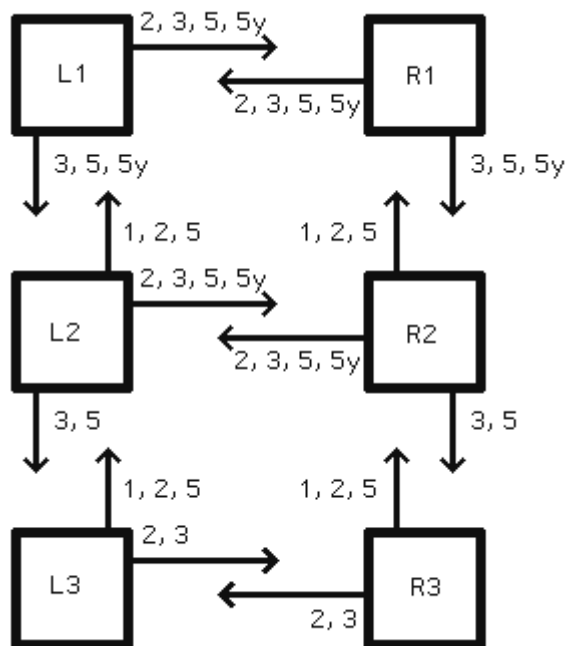 2, 3, 5, 5y
L1
R1
2, 3, 5, 5y
3, 5, 5y
3, 5, 5y
1, 2, 5
1, 2, 5
2, 3, 5, 5y
L2
R2
2, 3, 5, 5y
3, 5
3, 5
1, 2, 5
1, 2, 5
2, 3
L3
R3
2, 3